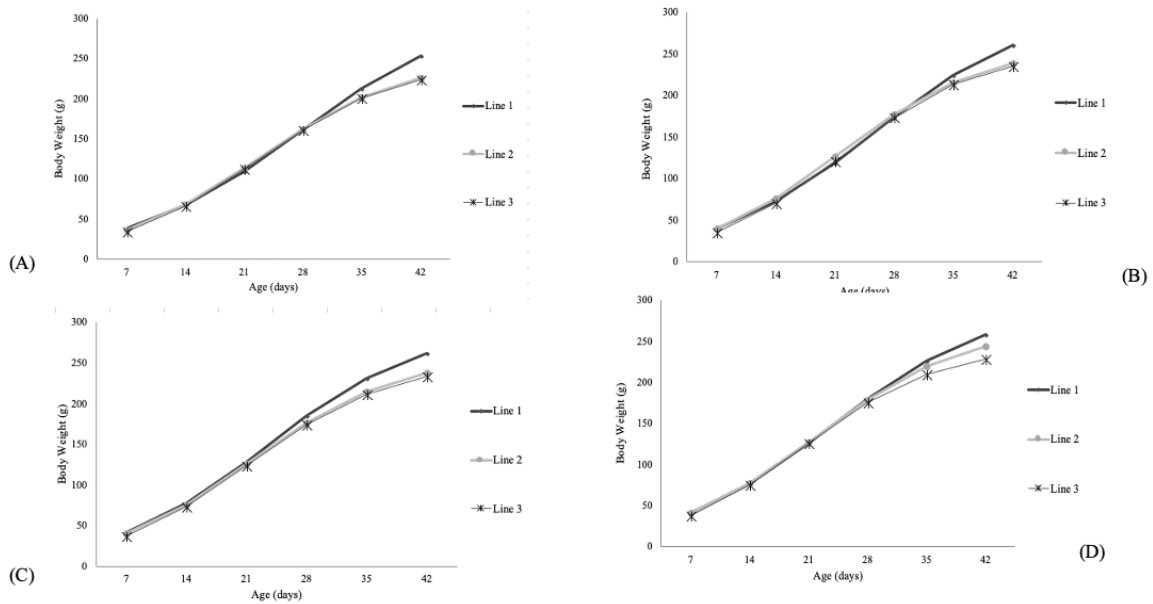 300
250
200
150
100
50
0
Body Weight (g)
7 14 21 28 35 42
Age (days)
Line 1
Line 2
Line 3
(A)
300
250
200
150
100
50
0
Body Weight (g)
7 14 21 28 35 42
Age (days)
Line 1
Line 2
Line 3
(B)
300
250
200
150
100
50
0
Body Weight (g)
7 14 21 28 35 42
Age (days)
Line 1
Line 2
Line 3
(C)
300
250
200
150
100
50
0
Body Weight (g)
7 14 21 28 35 42
Age (days)
Line 1
Line 2
Line 3
(D)